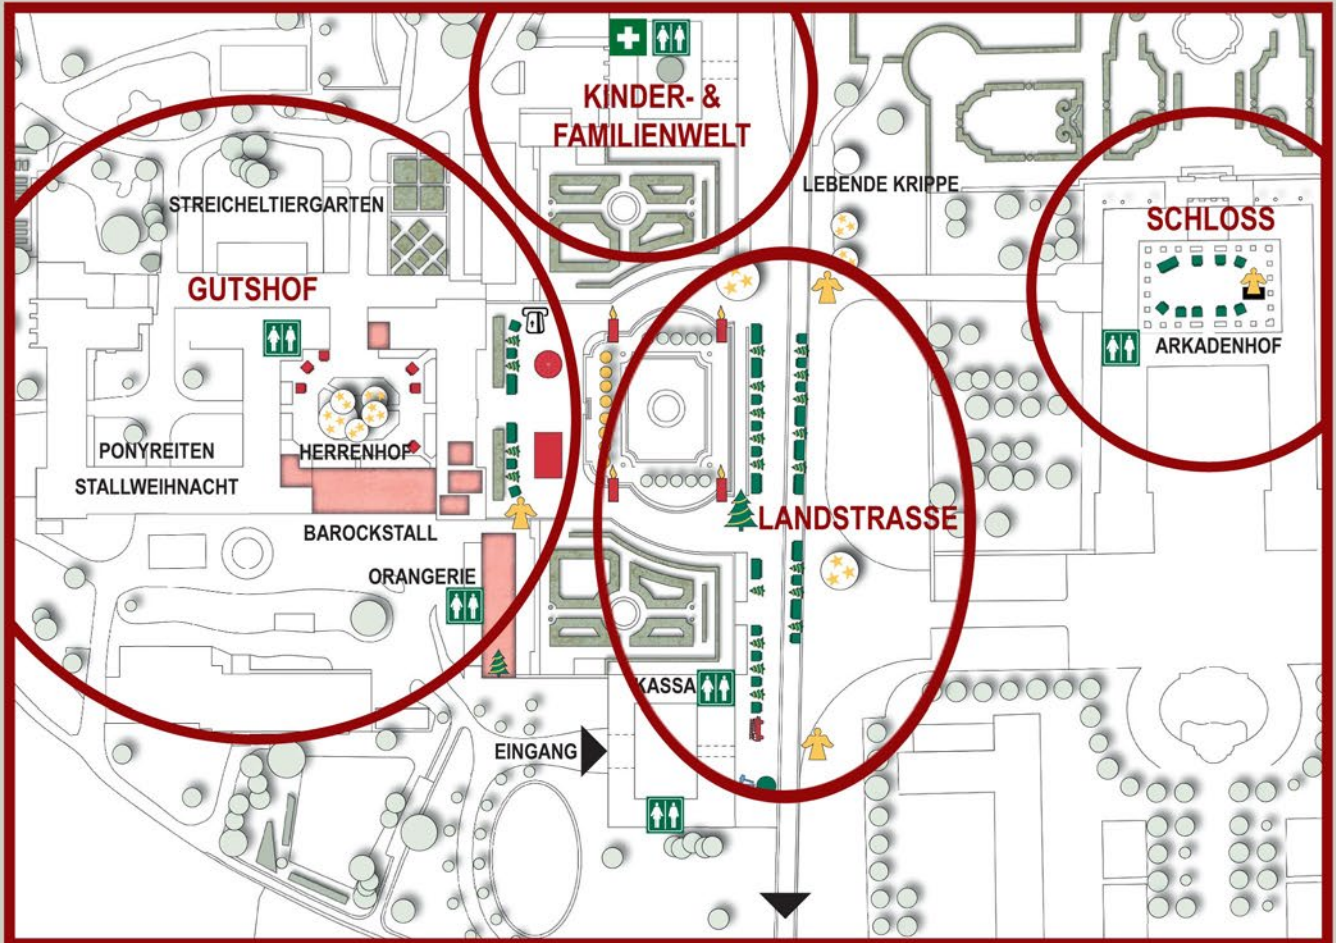 KINDER- &
FAMILIENWELT
LEBENDE KRIPPE
STREICHELTIERGARTEN
SCHLOSS
GUTSHOF
ARKADENHOF
PONYREITEN
HERRENHOF
STALLWEIHNACHT
LANDSTRASSE
BAROCKSTALL
ORANGERIE
KASSA
EINGANG